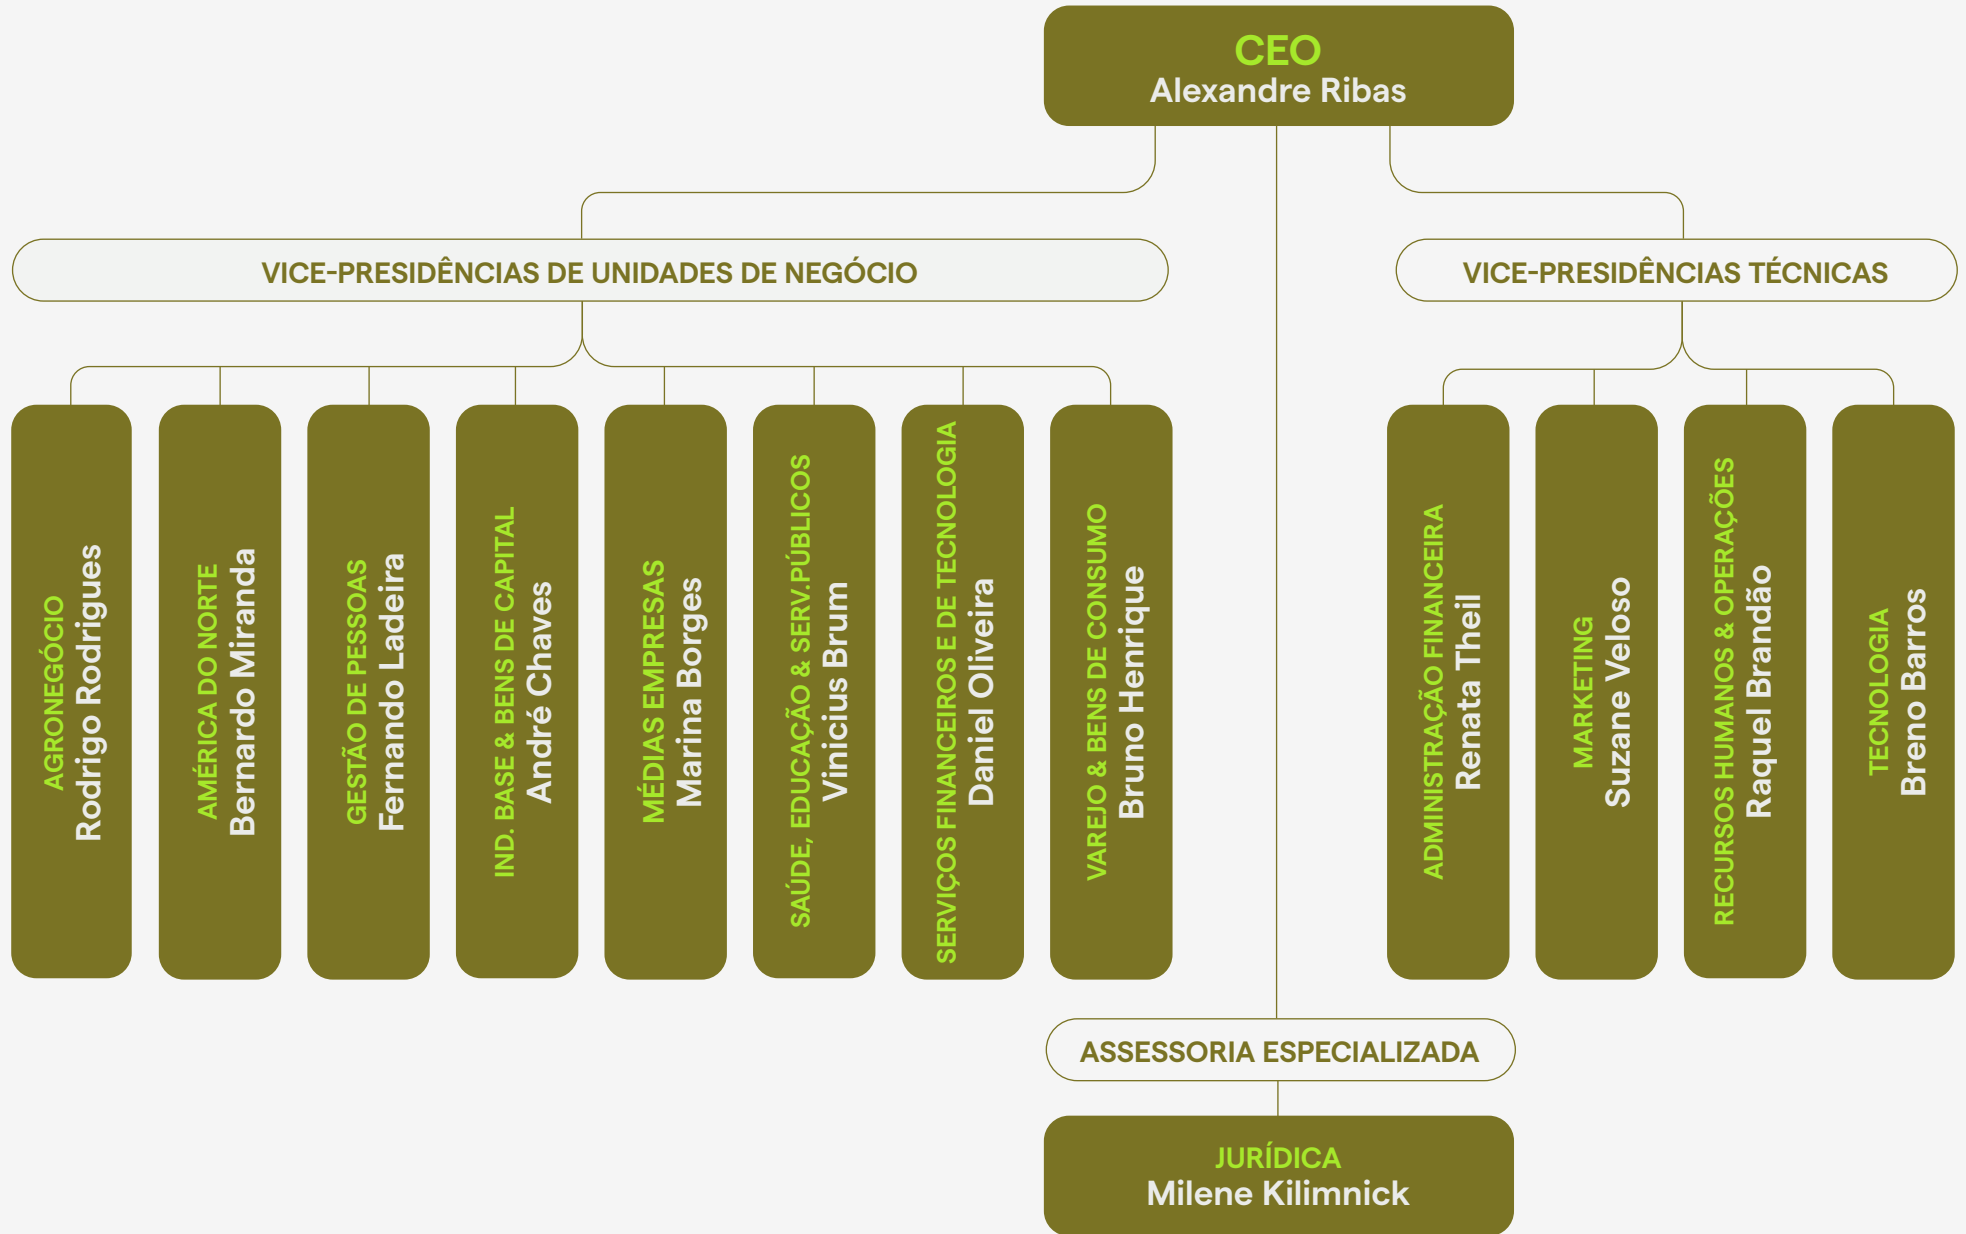 CEO
Alexandre Ribas
VICE-PRESIDÊNCIAS DE UNIDADES DE NEGÓCIO
VICE-PRESIDÊNCIAS TÉCNICAS
AGRONEGÓCIO
Rodrigo Rodrigues
AMÉRICA DO NORTE
Bernardo Miranda
GESTÃO DE PESSOAS
Fernando Ladeira
IND. BASE & BENS DE CAPITAL
André Chaves
MÉDIAS EMPRESAS
Marina Borges
SAÚDE, EDUCAÇÃO & SERV.PÚBLICOS
Vinicius Brum
SERVIÇOS FINANCEIROS E DE TECNOLOGIA
Daniel Oliveira
VAREJO & BENS DE CONSUMO
Bruno Henrique
ADMINISTRAÇÃO FINANCEIRA
Renata Theil
MARKETING
Suzane Veloso
RECURSOS HUMANOS & OPERAÇÕES
Raquel Brandão
TECNOLOGIA
Breno Barros
ASSESSORIA ESPECIALIZADA
JURÍDICA
Milene Kilimnick